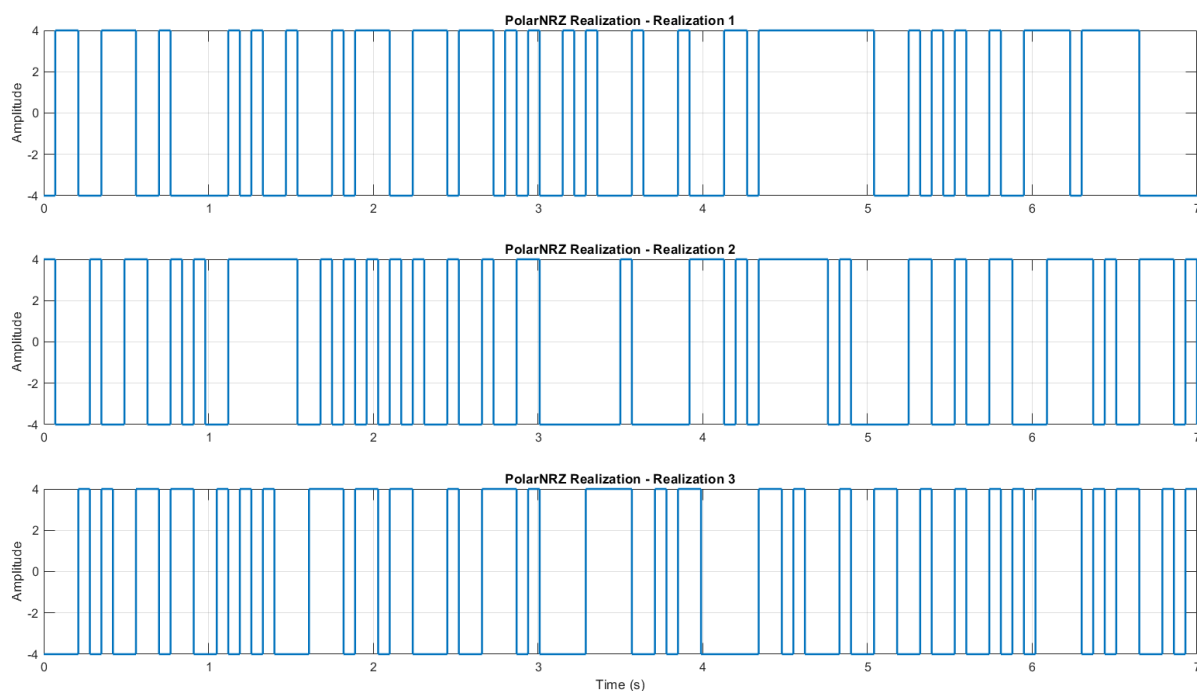 PolarNRZ Realization - Realization 1
4
2
0
-2
-4
Amplitude
0 1 2 3 4 5 6 7
PolarNRZ Realization - Realization 2
4
2
0
-2
-4
Amplitude
0 1 2 3 4 5 6 7
PolarNRZ Realization - Realization 3
4
2
0
-2
-4
Amplitude
0 1 2 3 4 5 6 7
Time (s)